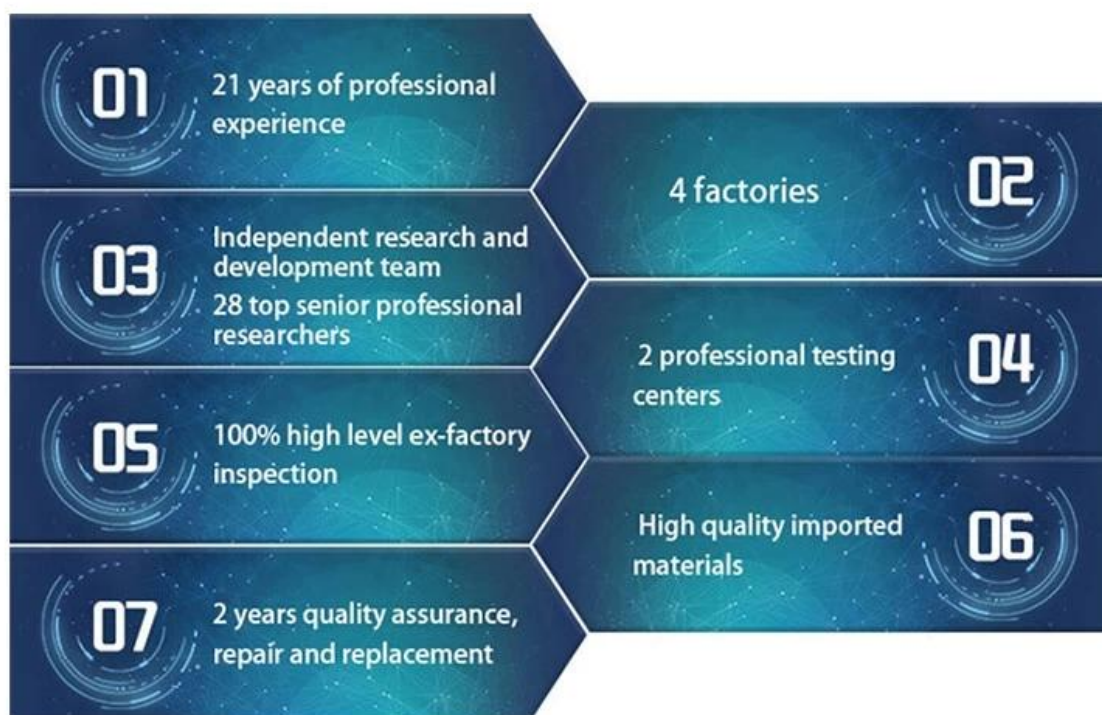 01
21 years of professional
experience
02
4 factories
03
Independent research and
development team
28 top senior professional
researchers
04
2 professional testing
centers
05
100% high level ex-factory
inspection
06
High quality imported
materials
07
2 years quality assurance,
repair and replacement